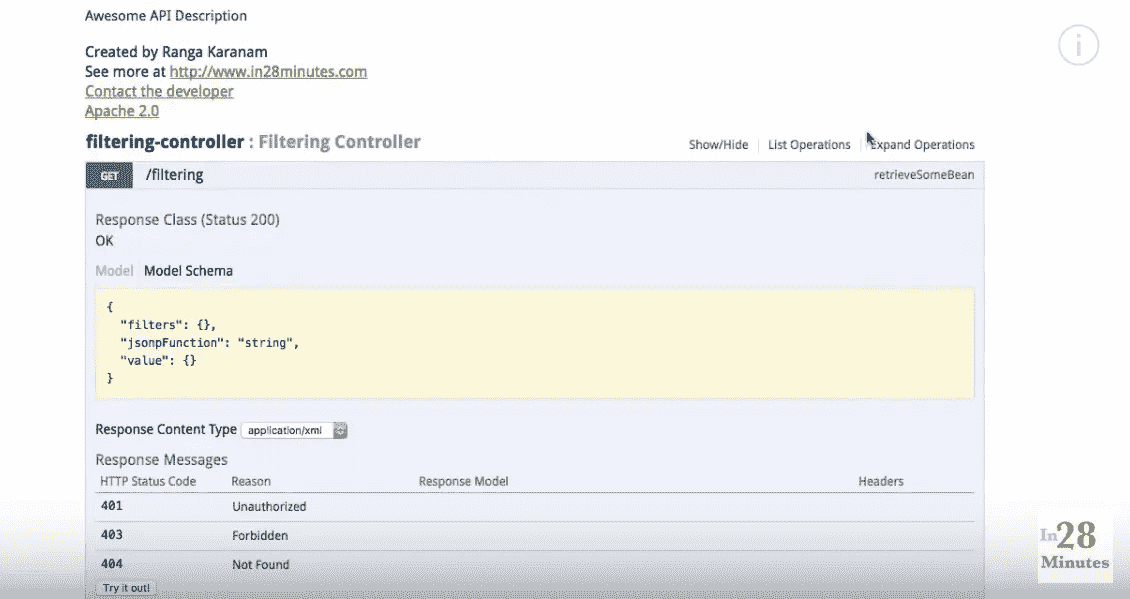 Awesome API Description
Created by Ranga Karanam
See more at http://www.in28minutes.com
Contact the developer
Apache 2.0
filtering-controller : Filtering Controller
Show/Hide List Operations Expand Operations
GET /filtering retrieveSomeBean
Response Class (Status 200)
OK
Model Model Schema
{
"filters": {},
"jsonpFunction": "string",
"value": {}
}
Response Content Type application/xml
Response Messages
HTTP Status Code Reason Response Model Headers
401 Unauthorized
403 Forbidden
404 Not Found
Try it out!
In28
Minutes